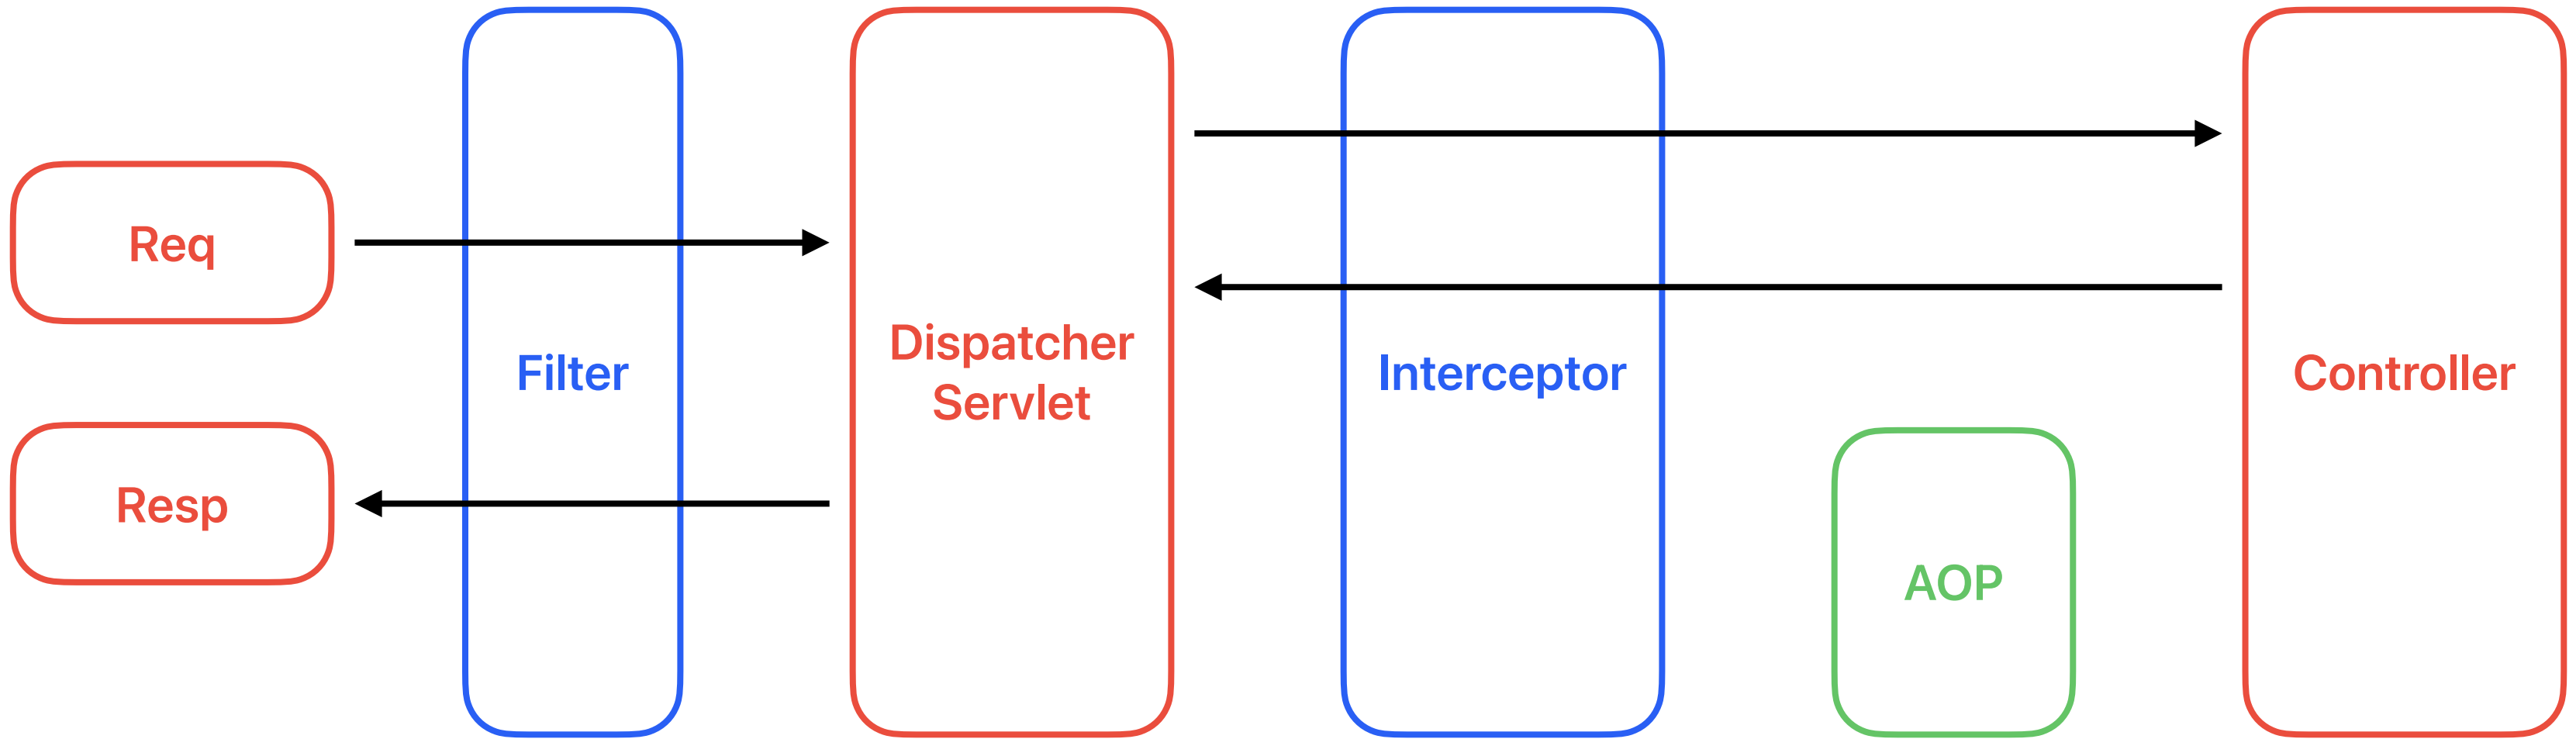 Req
Resp
Filter
Dispatcher
Servlet
Interceptor
AOP
Controller